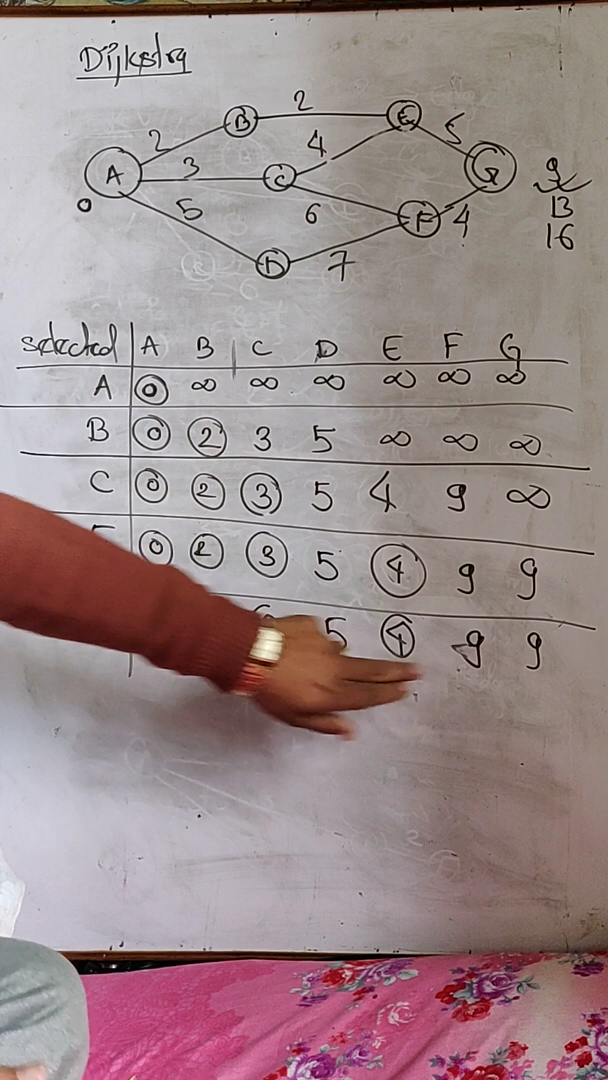 Dijkstra
B 2 E
2 4 5
A 3 C G 9
0 5 6 F 4 13
D 7 16
selected A B C D E F G
A 0 ∞ ∞ ∞ ∞ ∞ ∞
B 0 2 3 5 ∞ ∞ ∞
C 0 2 3 5 4 9 ∞
0 2 3 5 4 9 9
5 4 9 9